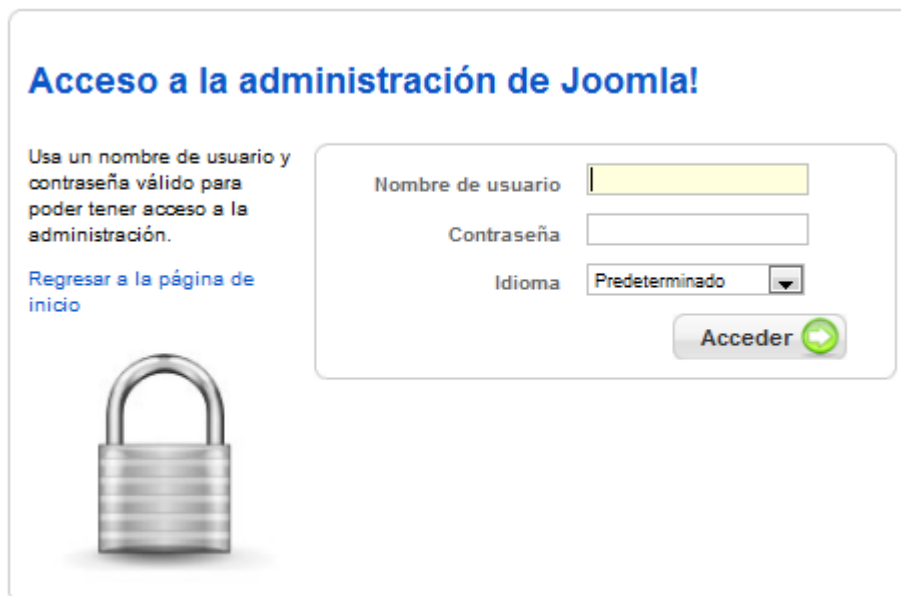 Acceso a la administración de Joomla!
Usa un nombre de usuario y
contraseña válido para
poder tener acceso a la
administración.
Regresar a la página de
inicio
Nombre de usuario
Contraseña
Idioma
Predeterminado
Acceder